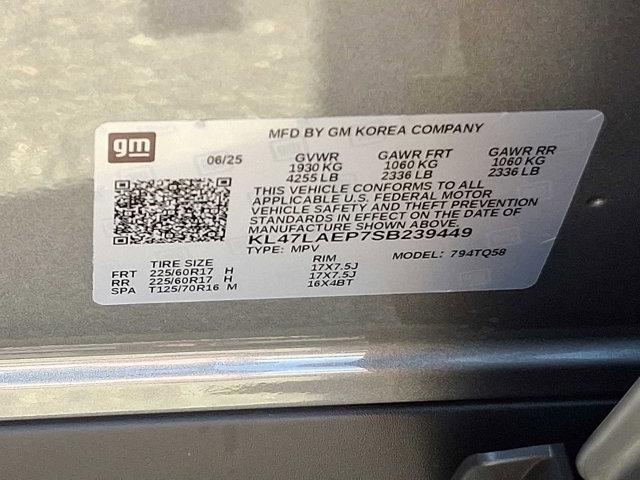 gm
MFD BY GM KOREA COMPANY
06/25 GVWR GAWR FRT GAWR RR
1930 KG 1060 KG 1060 KG
4255 LB 2336 LB 2336 LB
THIS VEHICLE CONFORMS TO ALL
APPLICABLE U.S. FEDERAL MOTOR
VEHICLE SAFETY AND THEFT PREVENTION
STANDARDS IN EFFECT ON THE DATE OF
MANUFACTURE SHOWN ABOVE.
KL47LAEP7SB239449
TYPE: MPV MODEL: 794TQ58
TIRE SIZE RIM
FRT 225/60R17 H 17X7.5J
RR 225/60R17 H 17X7.5J
SPA T125/70R16 M 16X4BT